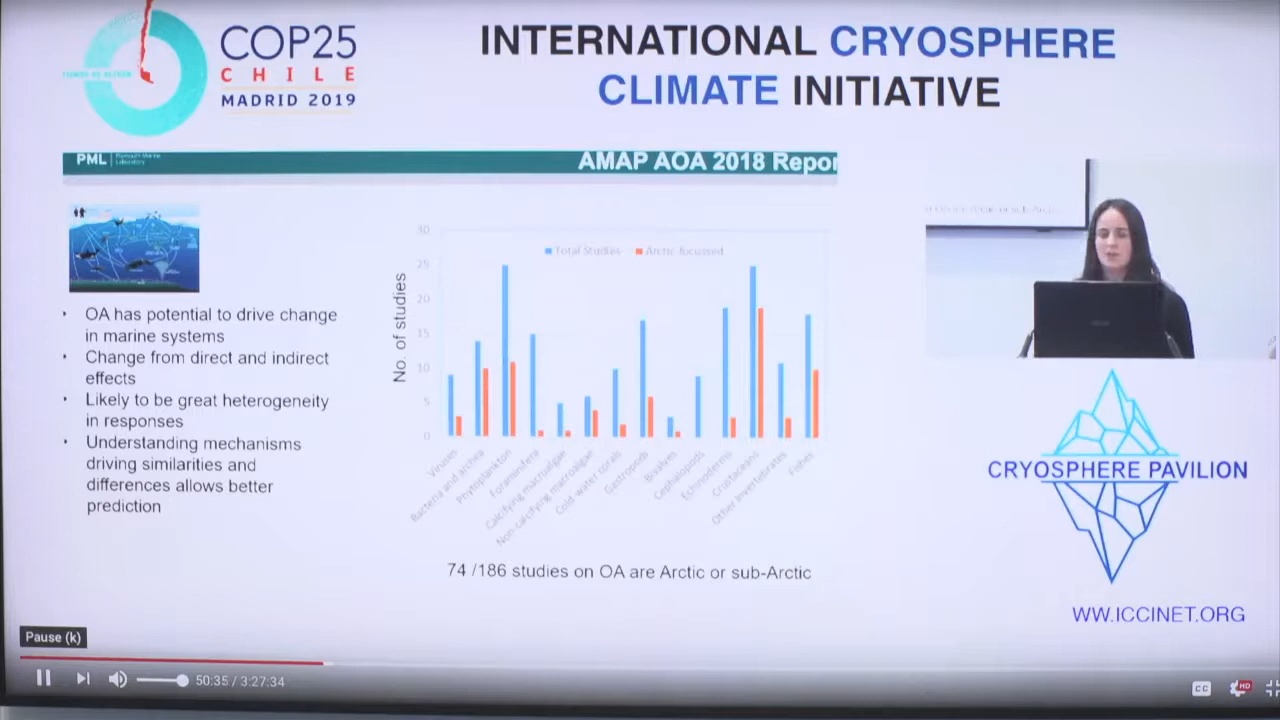 COP25
CHILE
MADRID 2019
INTERNATIONAL CRYOSPHERE
CLIMATE INITIATIVE
PML
AMAP AOA 2018 Repor
• OA has potential to drive change
in marine systems
• Change from direct and indirect
effects
• Likely to be great heterogeneity
in responses
• Understanding mechanisms
driving similarities and
differences allows better
prediction
No. of studies
30
25
20
15
10
5
0
Total Studies
Arctic-focussed
Viruses
Bacteria and archea
Phytoplankton
Foraminifera
Calcifying macroalgae
Non-calcifying macroalgae
Cold-water corals
Gastropods
Bivalves
Cephalopods
Echinoderms
Crustaceans
Other invertebrates
Fishes
74 /186 studies on OA are Arctic or sub-Arctic
CRYOSPHERE PAVILION
WW.ICCINET.ORG
Pause (k)
50:35 / 3:27:34
CC
HD